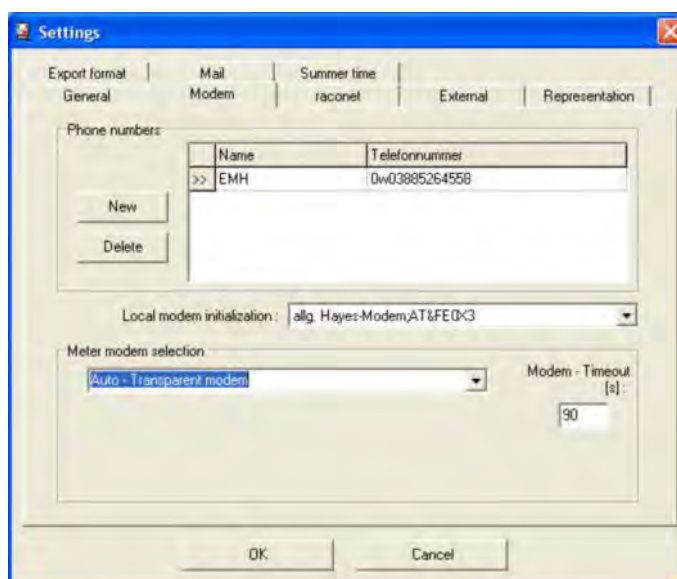 Settings
Export format Mail Summer time
General Modem raconet External Representation
Phone numbers
Name Telefonnummer
>> EMH 0w03885264558
New
Delete
Local modem initialization : allg. Hayes-Modem;AT&FE0X3
Meter modem selection
Auto - Transparent modem
Modem - Timeout
[s] :
90
OK Cancel